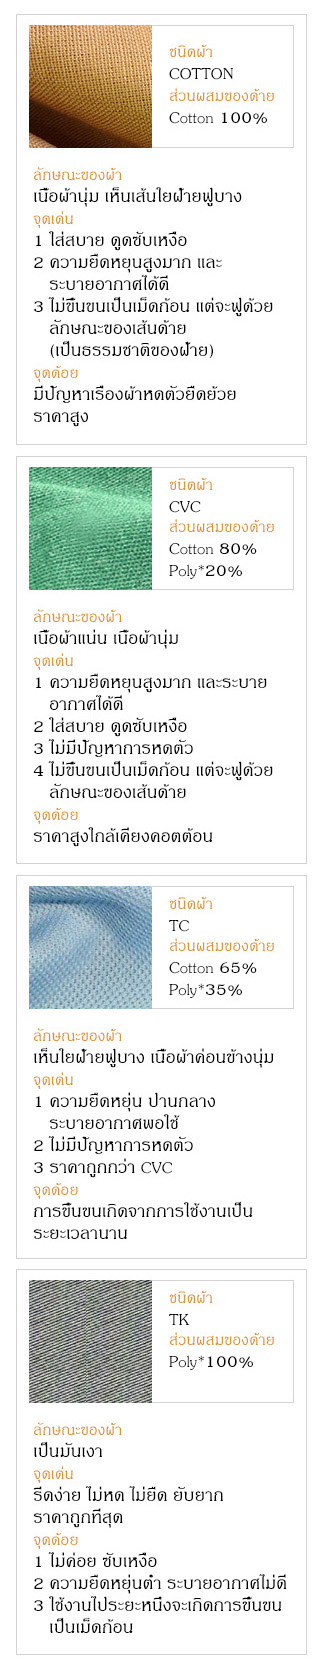 ชนิดผ้า
COTTON
ส่วนผสมของด้าย
Cotton 100%
ลักษณะของผ้า
เนื้อผ้านุ่ม เห็นเส้นใยฝ้ายฟูบาง
จุดเด่น
1 ใส่สบาย ดูดซับเหงื่อ
2 ความยืดหยุนสูงมาก และ
ระบายอากาศได้ดี
3 ไม่ขึ้นขนเป็นเม็ดก้อน แต่จะฟูด้วย
ลักษณะของเส้นด้าย
(เป็นธรรมชาติของฝ้าย)
จุดด้อย
มีปัญหาเรื่องผ้าหดตัวยืดย้วย
ราคาสูง
ชนิดผ้า
CVC
ส่วนผสมของด้าย
Cotton 80%
Poly*20%
ลักษณะของผ้า
เนื้อผ้าแน่น เนื้อผ้านุ่ม
จุดเด่น
1 ความยืดหยุนสูงมาก และระบาย
อากาศได้ดี
2 ใส่สบาย ดูดซับเหงื่อ
3 ไม่มีปัญหาการหดตัว
4 ไม่ขึ้นขนเป็นเม็ดก้อน แต่จะฟูด้วย
ลักษณะของเส้นด้าย
จุดด้อย
ราคาสูงใกล้เคียงคอตต้อน
ชนิดผ้า
TC
ส่วนผสมของด้าย
Cotton 65%
Poly*35%
ลักษณะของผ้า
เห็นใยฝ้ายฟูบาง เนื้อผ้าค่อนข้างนุ่ม
จุดเด่น
1 ความยืดหยุ่น ปานกลาง
ระบายอากาศพอใช้
2 ไม่มีปัญหาการหดตัว
3 ราคาถูกกว่า CVC
จุดด้อย
การขึ้นขนเกิดจากการใช้งานเป็น
ระยะเวลานาน
ชนิดผ้า
TK
ส่วนผสมของด้าย
Poly*100%
ลักษณะของผ้า
เป็นมันเงา
จุดเด่น
รีดง่าย ไม่หด ไม่ยืด ยับยาก
ราคาถูกที่สุด
จุดด้อย
1 ไม่ค่อย ซับเหงื่อ
2 ความยืดหยุ่นต่ำ ระบายอากาศไม่ดี
3 ใช้งานไประยะหนึ่งจะเกิดการขึ้นขน
เป็นเม็ดก้อน